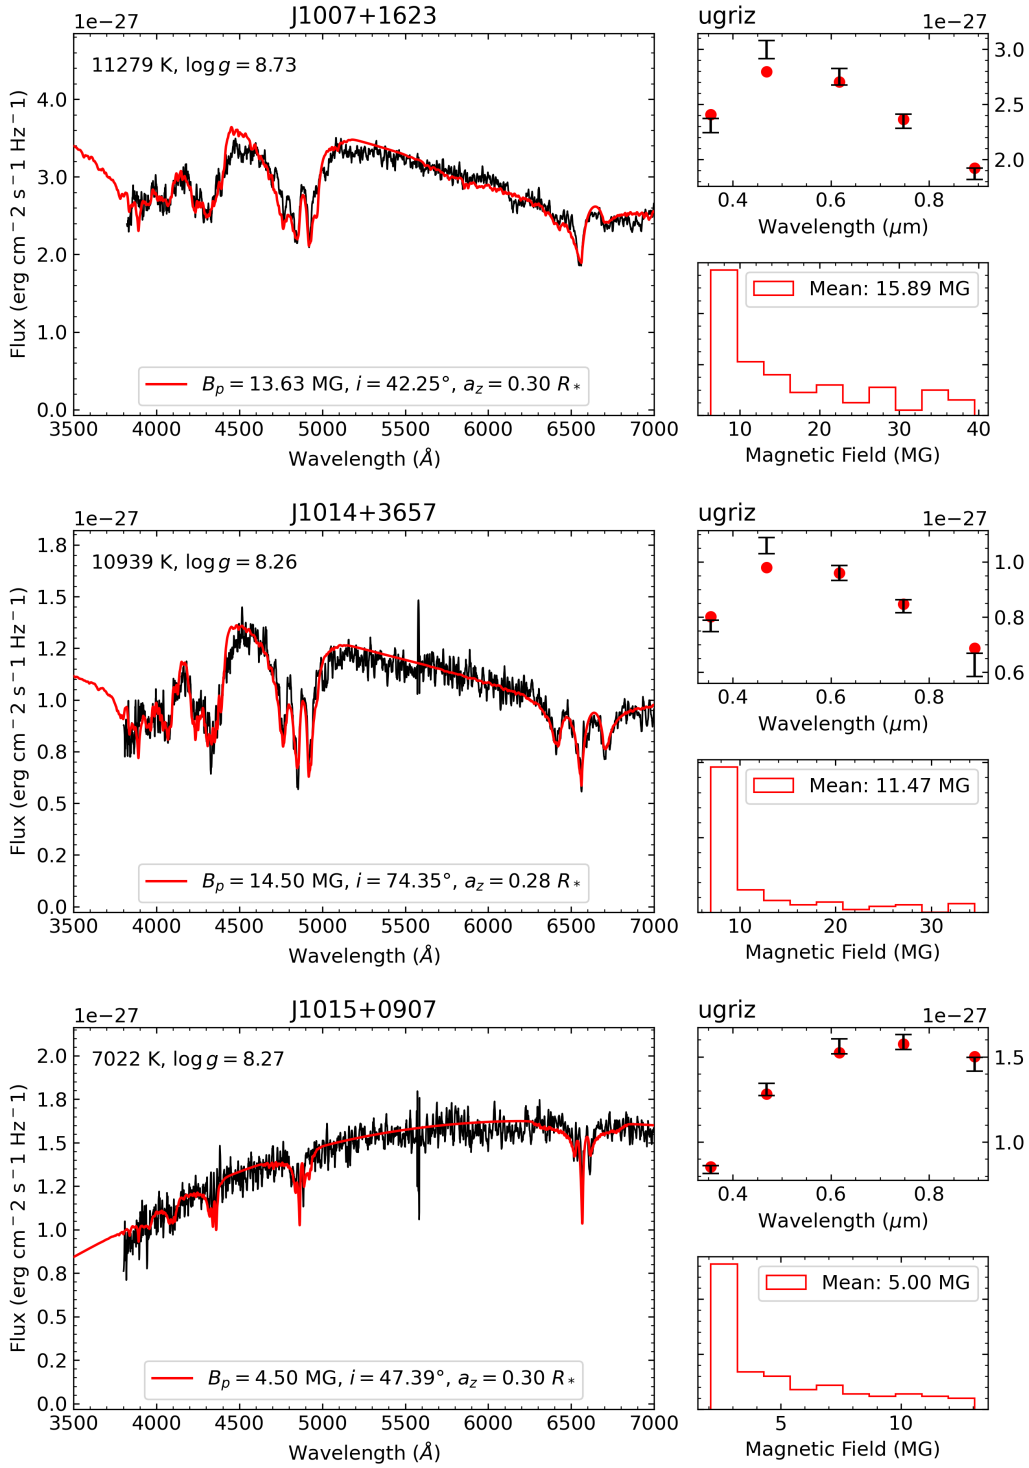 J1007+1623
1e−27
11279 K, log g = 8.73
4.0
3.0
2.0
1.0
0.0
Flux (erg cm−2 s−1 Hz−1)
B_p = 13.63 MG, i = 42.25°, a_z = 0.30 R_*
3500 4000 4500 5000 5500 6000 6500 7000
Wavelength (Å)
ugriz
1e−27
3.0
2.5
2.0
0.4 0.6 0.8
Wavelength (μm)
Mean: 15.89 MG
10 20 30 40
Magnetic Field (MG)
J1014+3657
1e−27
10939 K, log g = 8.26
1.8
1.5
1.2
1.0
0.8
0.5
0.2
0.0
Flux (erg cm−2 s−1 Hz−1)
B_p = 14.50 MG, i = 74.35°, a_z = 0.28 R_*
3500 4000 4500 5000 5500 6000 6500 7000
Wavelength (Å)
ugriz
1e−27
1.0
0.8
0.6
0.4 0.6 0.8
Wavelength (μm)
Mean: 11.47 MG
10 20 30
Magnetic Field (MG)
J1015+0907
1e−27
7022 K, log g = 8.27
2.0
1.8
1.5
1.2
1.0
0.8
0.5
0.2
0.0
Flux (erg cm−2 s−1 Hz−1)
B_p = 4.50 MG, i = 47.39°, a_z = 0.30 R_*
3500 4000 4500 5000 5500 6000 6500 7000
Wavelength (Å)
ugriz
1e−27
1.5
1.0
0.4 0.6 0.8
Wavelength (μm)
Mean: 5.00 MG
5 10
Magnetic Field (MG)